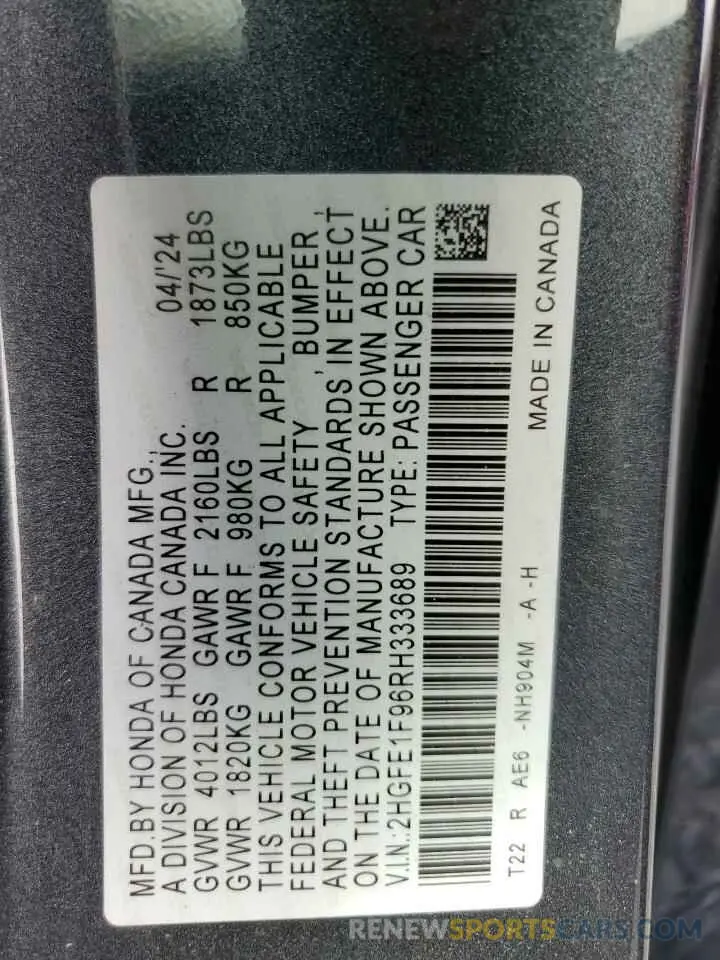 MFD.BY HONDA OF CANADA MFG.,
A DIVISION OF HONDA CANADA INC. 04/'24
GVWR 4012LBS GAWR F 2160LBS R 1873LBS
GVWR 1820KG GAWR F 980KG R 850KG
THIS VEHICLE CONFORMS TO ALL APPLICABLE
FEDERAL MOTOR VEHICLE SAFETY , BUMPER ,
AND THEFT PREVENTION STANDARDS IN EFFECT
ON THE DATE OF MANUFACTURE SHOWN ABOVE.
V.I.N.:2HGFE1F96RH333689 TYPE: PASSENGER CAR
T22 R AE6 -NH904M -A -H MADE IN CANADA
RENEWSPORTSCARS.COM